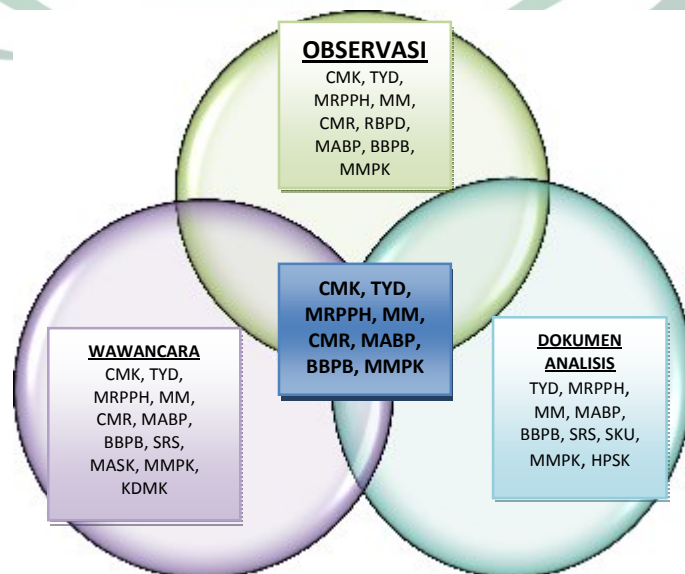 OBSERVASI
CMK, TYD,
MRPPH, MM,
CMR, RBPD,
MABP, BBPB,
MMPK
CMK, TYD,
MRPPH, MM,
CMR, MABP,
BBPB, MMPK
WAWANCARA
CMK, TYD,
MRPPH, MM,
CMR, MABP,
BBPB, SRS,
MASK, MMPK,
KDMK
DOKUMEN
ANALISIS
TYD, MRPPH,
MM, MABP,
BBPB, SRS, SKU,
MMPK, HPSK